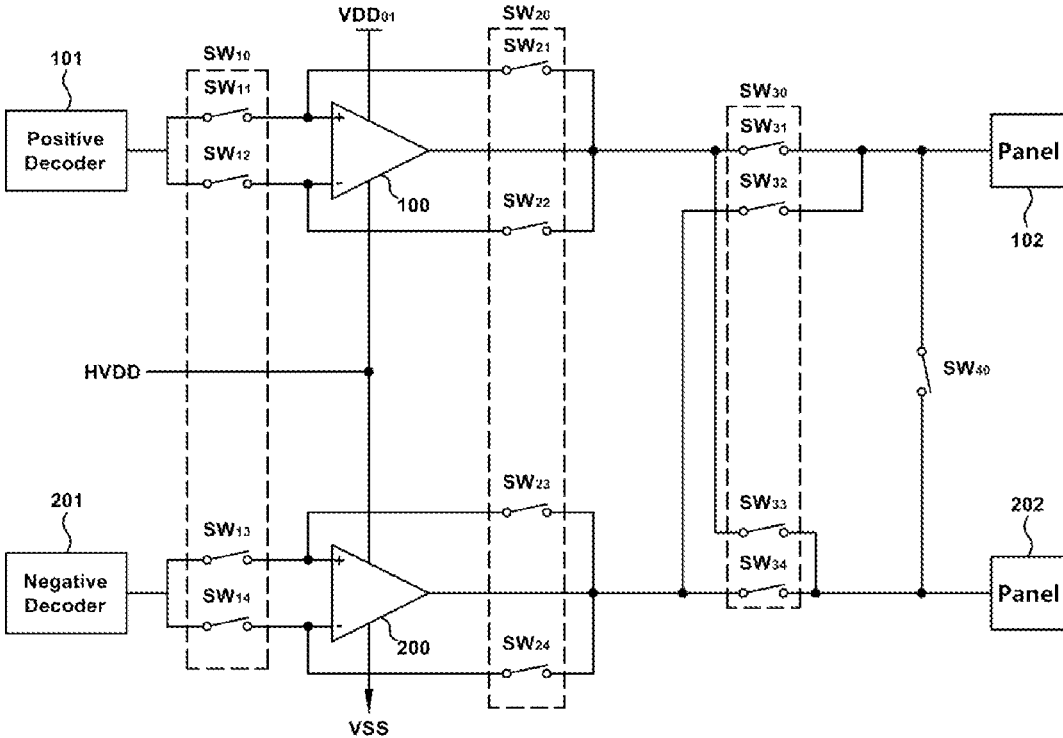 VDD01
SW20
SW21
101
SW10
SW11
SW30
SW31
Positive
Decoder
Panel
SW12
SW32
100
SW22
102
HVDD
SW40
SW23
201
SW13
SW33
202
Negative
Decoder
SW34
Panel
SW14
200
SW24
VSS